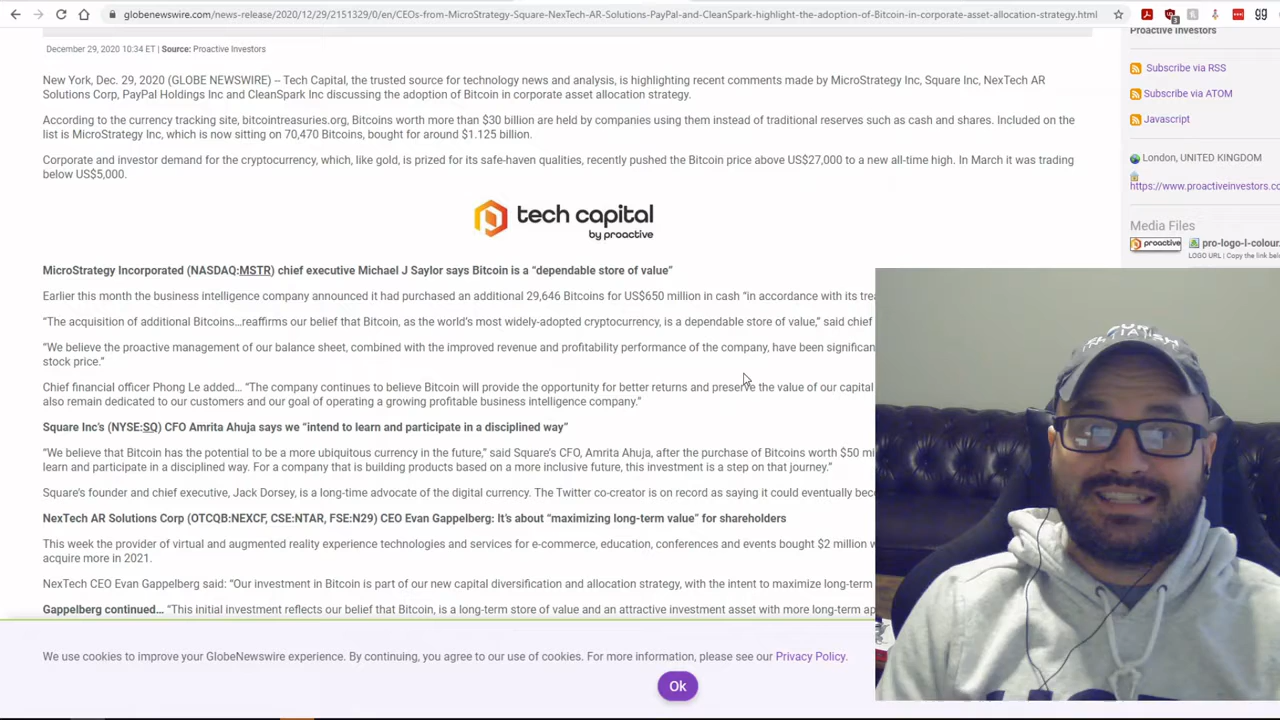 globenewswire.com/news-release/2020/12/29/2151329/0/en/CEOs-from-MicroStrategy-Square-NexTech-AR-Solutions-PayPal-and-CleanSpark-highlight-the-adoption-of-Bitcoin-in-corporate-asset-allocation-strategy.html
December 29, 2020 10:34 ET | Source: Proactive Investors
New York, Dec. 29, 2020 (GLOBE NEWSWIRE) -- Tech Capital, the trusted source for technology news and analysis, is highlighting recent comments made by MicroStrategy Inc, Square Inc, NexTech AR
Solutions Corp, PayPal Holdings Inc and CleanSpark Inc discussing the adoption of Bitcoin in corporate asset allocation strategy.
According to the currency tracking site, bitcointreasuries.org, Bitcoins worth more than $30 billion are held by companies using them instead of traditional reserves such as cash and shares. Included on the
list is MicroStrategy Inc, which is now sitting on 70,470 Bitcoins, bought for around $1.125 billion.
Corporate and investor demand for the cryptocurrency, which, like gold, is prized for its safe-haven qualities, recently pushed the Bitcoin price above US$27,000 to a new all-time high. In March it was trading
below US$5,000.
tech capital
by proactive
MicroStrategy Incorporated (NASDAQ:MSTR) chief executive Michael J Saylor says Bitcoin is a “dependable store of value”
Earlier this month the business intelligence company announced it had purchased an additional 29,646 Bitcoins for US$650 million in cash “in accordance with its trea
“The acquisition of additional Bitcoins…reaffirms our belief that Bitcoin, as the world’s most widely-adopted cryptocurrency, is a dependable store of value,” said chief
“We believe the proactive management of our balance sheet, combined with the improved revenue and profitability performance of the company, have been significan
stock price.”
Chief financial officer Phong Le added… “The company continues to believe Bitcoin will provide the opportunity for better returns and preserve the value of our capital
also remain dedicated to our customers and our goal of operating a growing profitable business intelligence company.”
Square Inc’s (NYSE:SQ) CFO Amrita Ahuja says we “intend to learn and participate in a disciplined way”
“We believe that Bitcoin has the potential to be a more ubiquitous currency in the future,” said Square’s CFO, Amrita Ahuja, after the purchase of Bitcoins worth $50 mi
learn and participate in a disciplined way. For a company that is building products based on a more inclusive future, this investment is a step on that journey.”
Square’s founder and chief executive, Jack Dorsey, is a long-time advocate of the digital currency. The Twitter co-creator is on record as saying it could eventually bec
NexTech AR Solutions Corp (OTCQB:NEXCF, CSE:NTAR, FSE:N29) CEO Evan Gappelberg: It’s about “maximizing long-term value” for shareholders
This week the provider of virtual and augmented reality experience technologies and services for e-commerce, education, conferences and events bought $2 million w
acquire more in 2021.
NexTech CEO Evan Gappelberg said: “Our investment in Bitcoin is part of our new capital diversification and allocation strategy, with the intent to maximize long-term
Gappelberg continued… “This initial investment reflects our belief that Bitcoin, is a long-term store of value and an attractive investment asset with more long-term ap
We use cookies to improve your GlobeNewswire experience. By continuing, you agree to our use of cookies. For more information, please see our Privacy Policy.
Ok
Proactive Investors
Subscribe via RSS
Subscribe via ATOM
Javascript
London, UNITED KINGDOM
https://www.proactiveinvestors.c
Media Files
proactive
pro-logo-l-colour.
LOGO URL | Copy the link belo